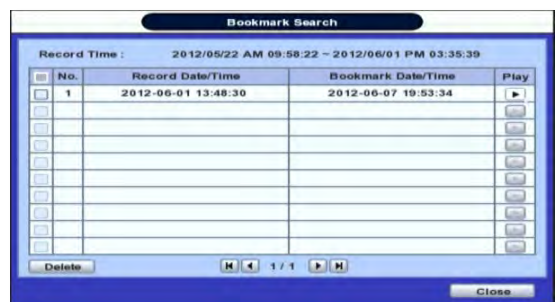 Bookmark Search
Record Time : 2012/05/22 AM 09:58:22 ~ 2012/06/01 PM 03:35:39
No. Record Date/Time Bookmark Date/Time Play
1 2012-06-01 13:48:30 2012-06-07 19:53:34
Delete 1 / 1
Close